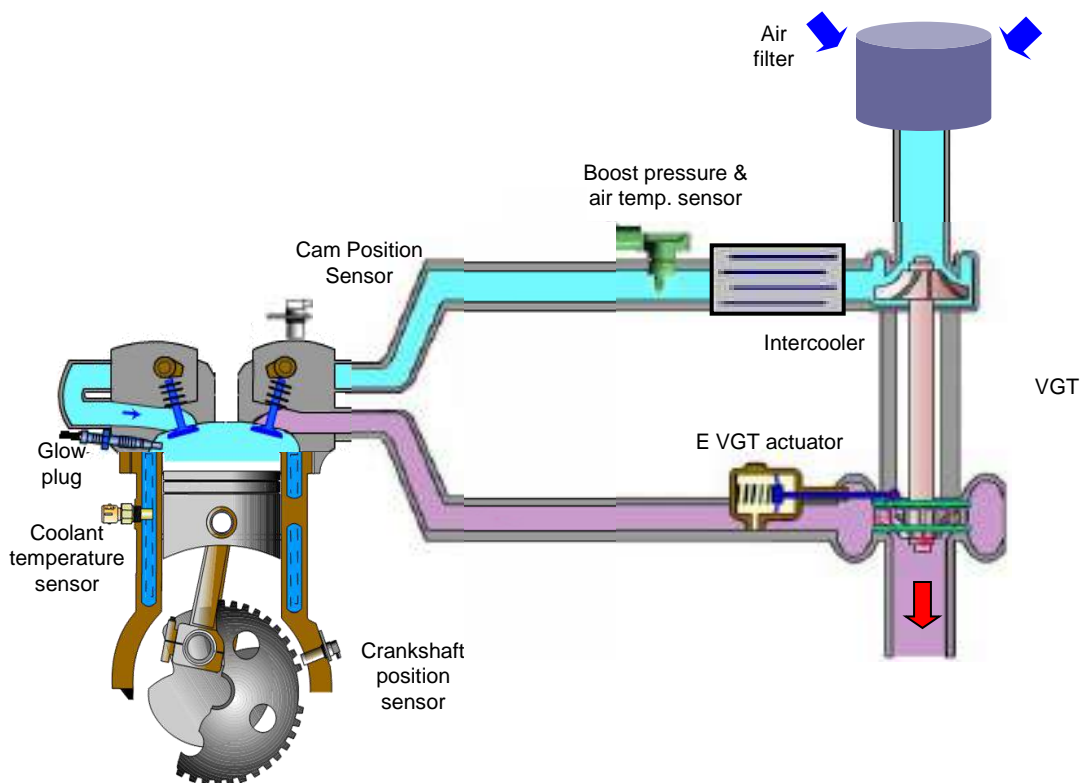 Air
filter
Boost pressure &
air temp. sensor
Cam Position
Sensor
Intercooler
VGT
E VGT actuator
Glow
plug
Coolant
temperature
sensor
Crankshaft
position
sensor